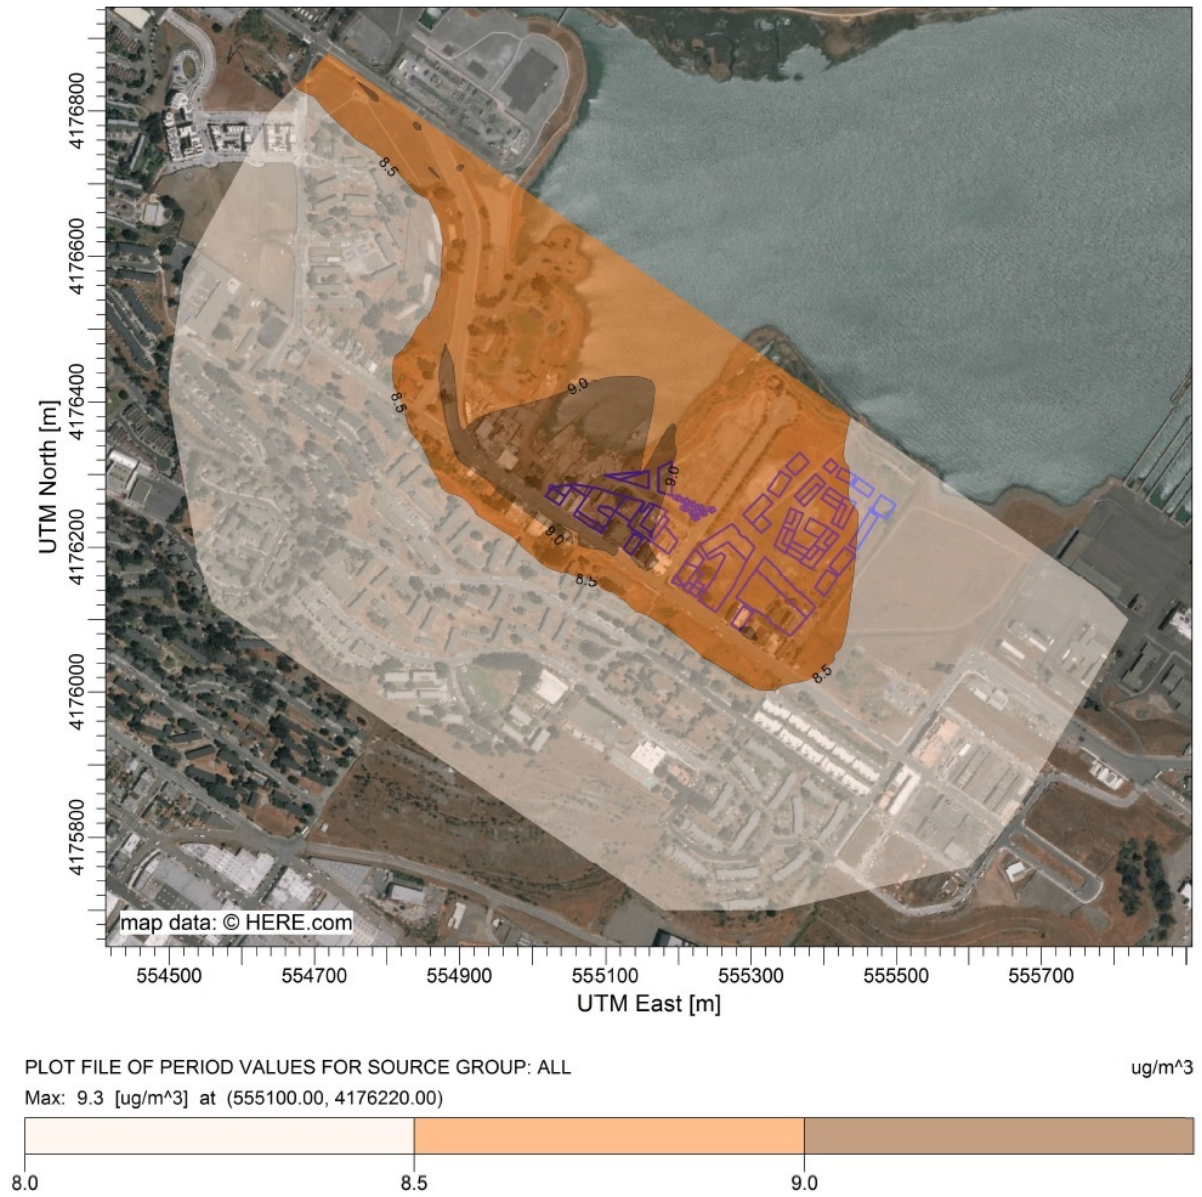 4176800
8.5
4176600
4176400
9.0
8.5
9.0
UTM North [m]
4176200
9.0
8.5
4176000
8.5
4175800
map data: © HERE.com
554500 554700 554900 555100 555300 555500 555700
UTM East [m]
PLOT FILE OF PERIOD VALUES FOR SOURCE GROUP: ALL ug/m^3
Max: 9.3 [ug/m^3] at (555100.00, 4176220.00)
8.0 8.5 9.0